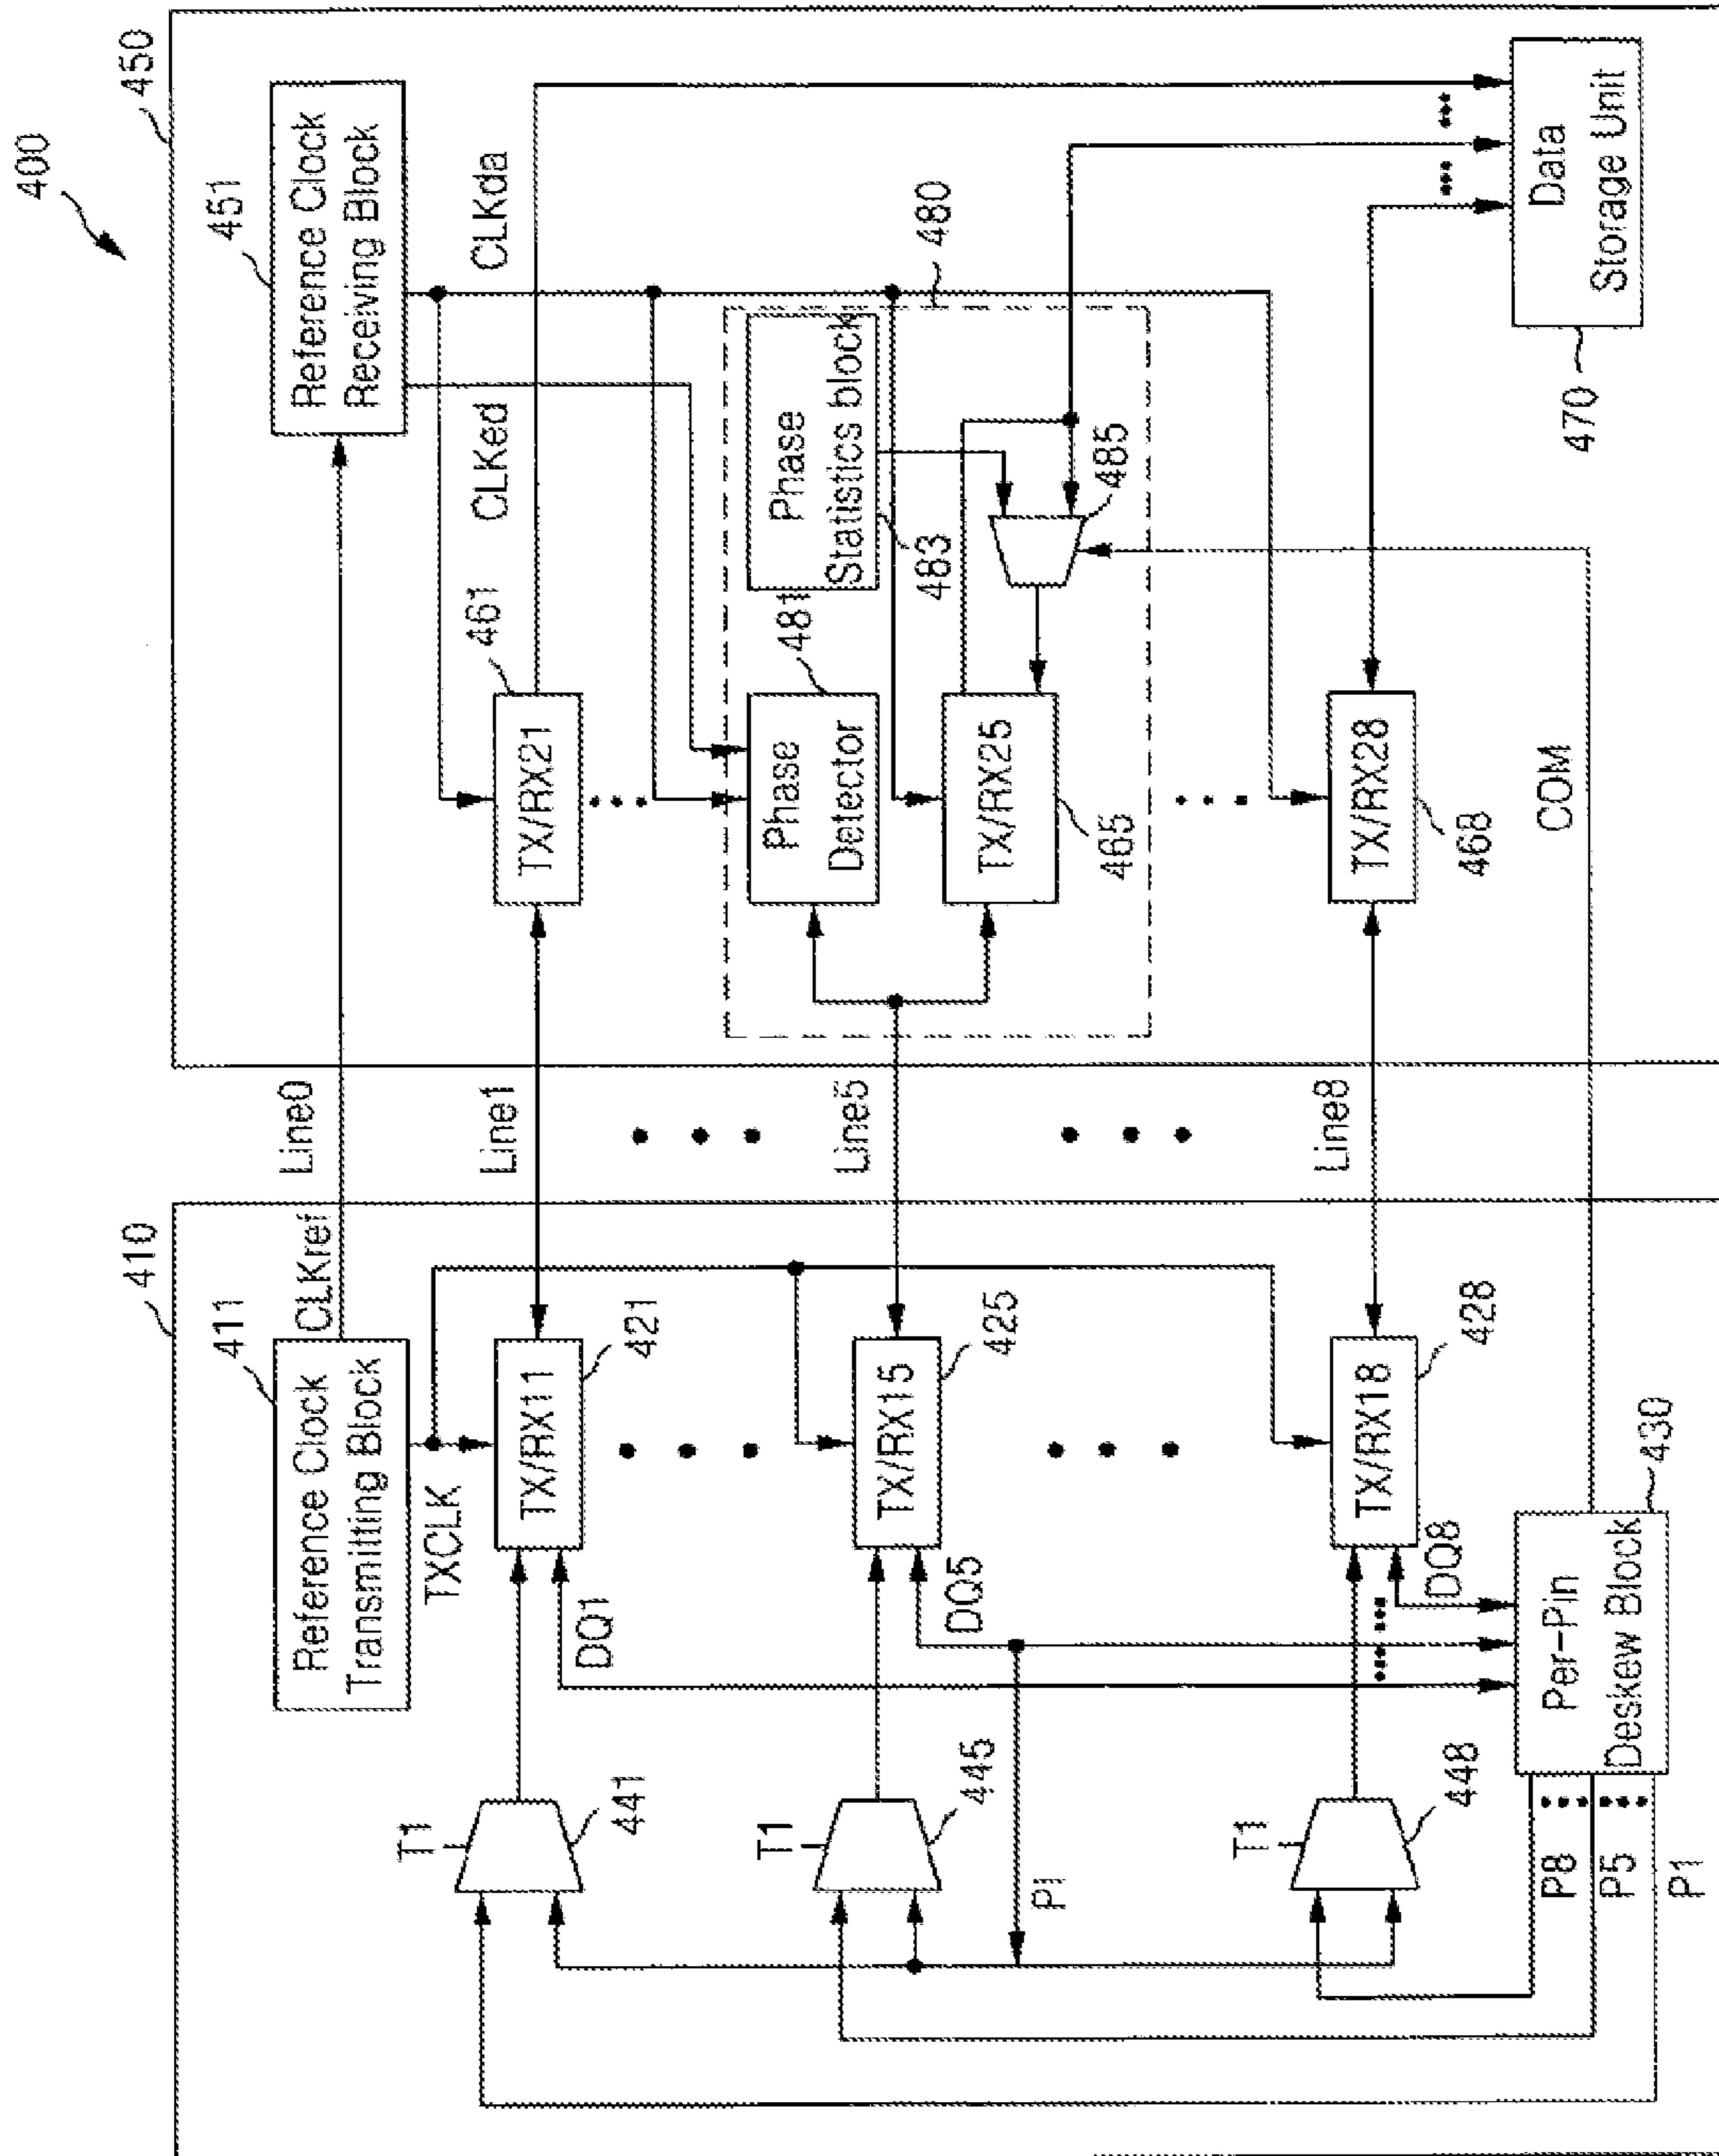 400
410
450
411
Reference Clock
Transmitting Block
CLKref
Line0
451
Reference Clock
Receiving Block
TXCLK
CLKed
CLKda
T1
441
TX/RX11
421
DQ1
Line1
461
TX/RX21
480
481
Phase
Detector
Phase
Statistics block
483
T1
445
TX/RX15
425
DQ5
Line5
TX/RX25
465
485
PI
T1
448
TX/RX18
428
DQ8
Line8
TX/RX28
468
P8
P5
P1
Per-Pin
Deskew Block
430
COM
Data
Storage Unit
470